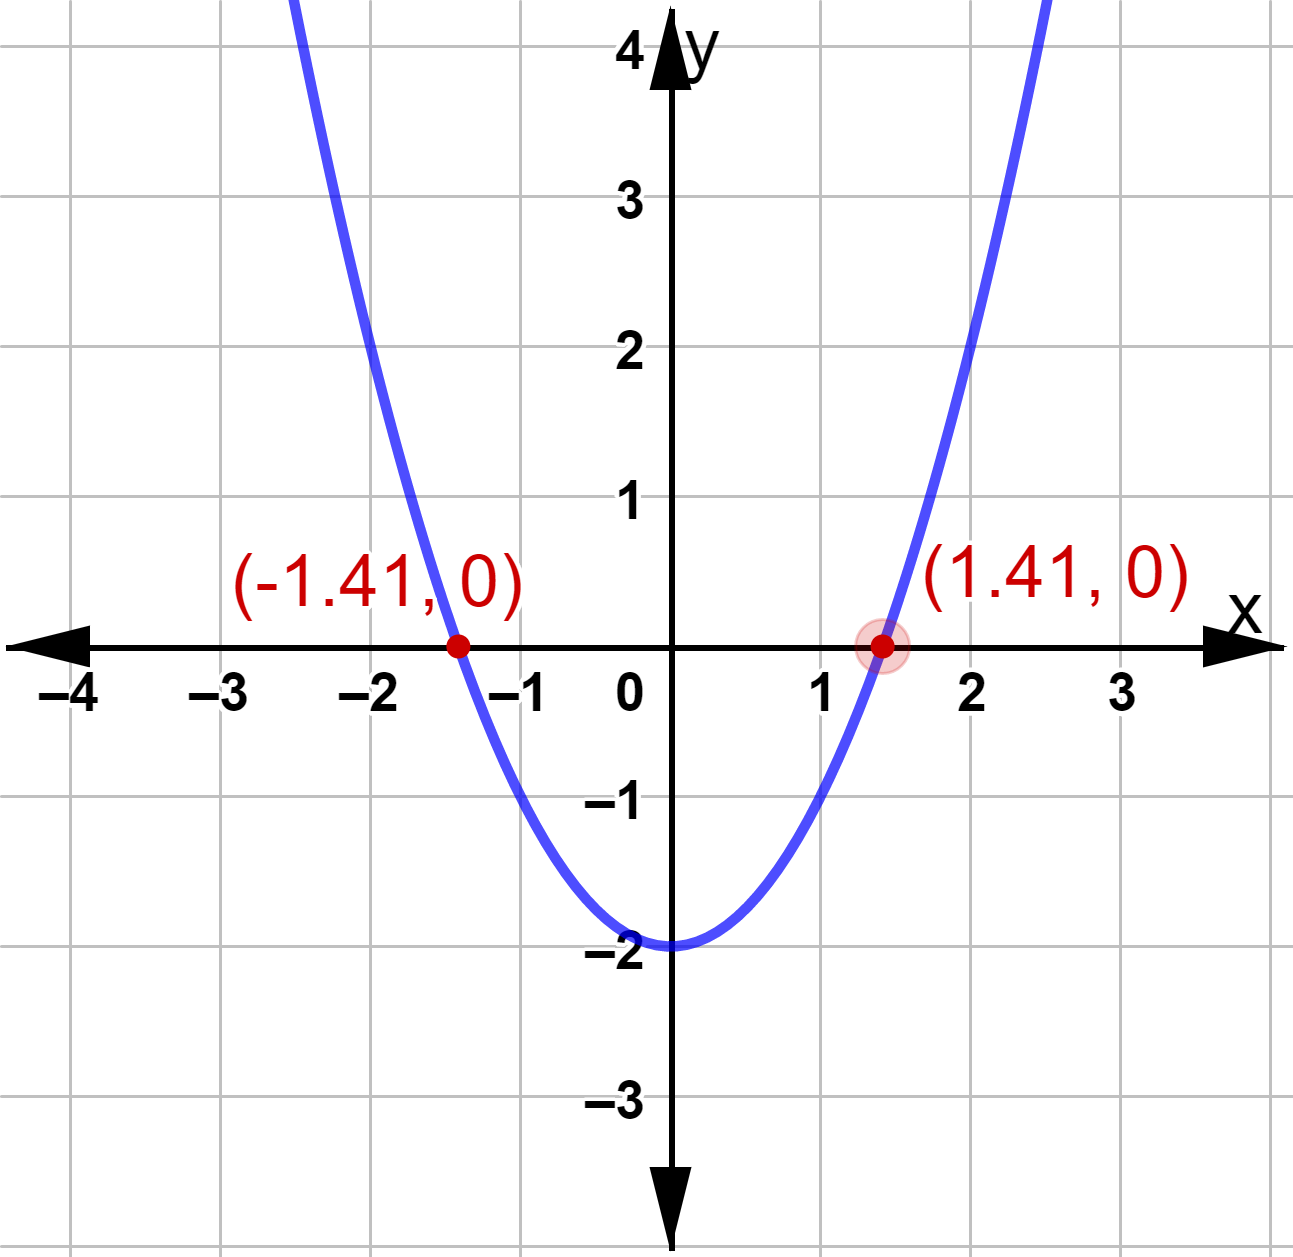 4 y
3
2
1
(-1.41, 0) (1.41, 0)
x
–4 –3 –2 –1 0 1 2 3
–1
–2
–3